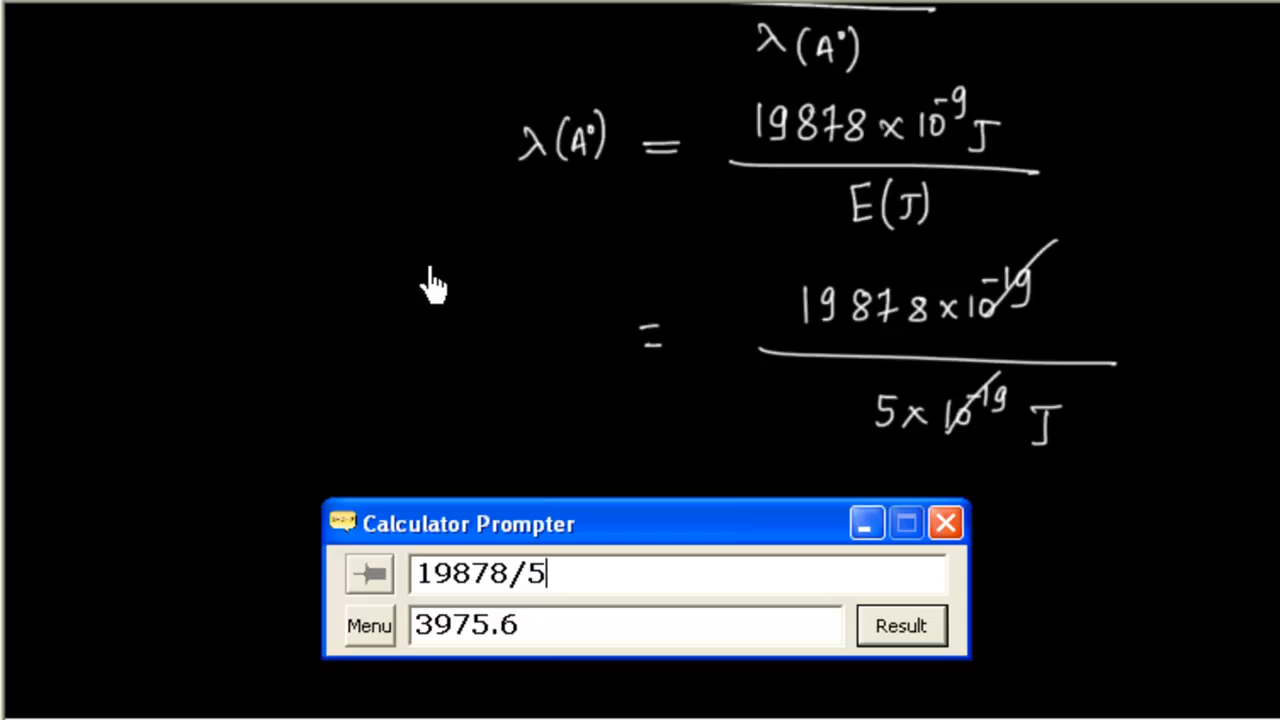 λ(A°)
λ(A°) = 19878 × 10⁻⁹ J
E(J)
= 19878 × 10⁻¹⁹
5 × 10⁻¹⁹ J
Calculator Prompter
19878/5
Menu 3975.6 Result